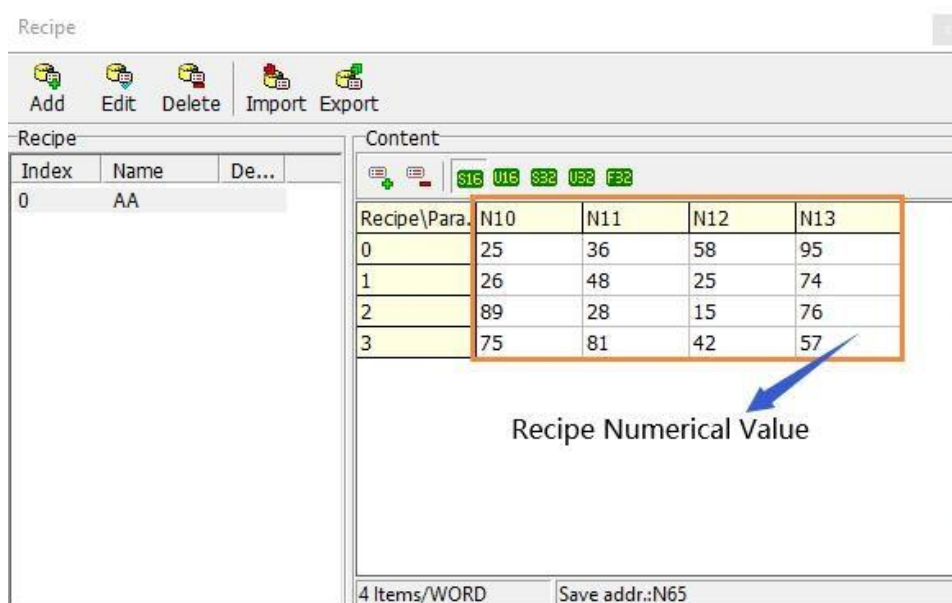 Recipe
Add Edit Delete Import Export
Recipe
Index Name De...
0 AA
Content
S16 U16 S32 U32 F32
Recipe\Para. N10 N11 N12 N13
0 25 36 58 95
1 26 48 25 74
2 89 28 15 76
3 75 81 42 57
Recipe Numerical Value
4 Items/WORD Save addr.:N65